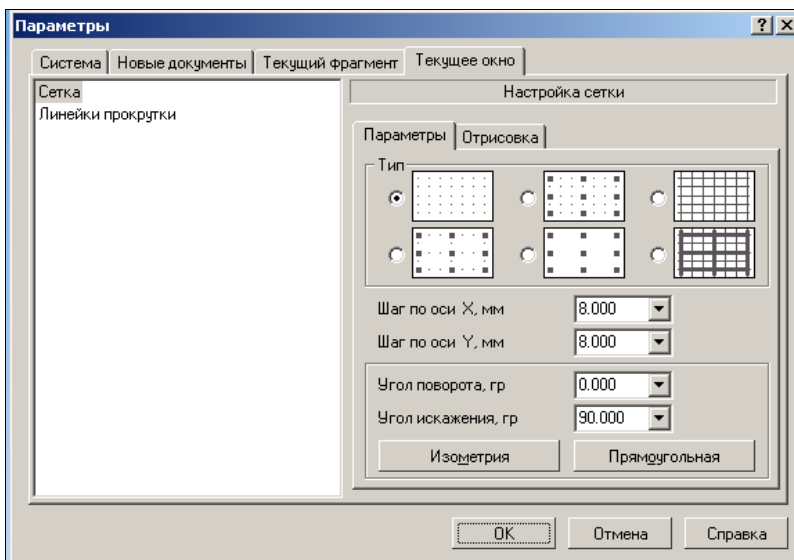 Параметры
Система Новые документы Текущий фрагмент Текущее окно
Сетка
Линейки прокрутки
Настройка сетки
Параметры Отрисовка
Тип
Шаг по оси X, мм 8.000
Шаг по оси Y, мм 8.000
Угол поворота, гр 0.000
Угол искажения, гр 90.000
Изометрия Прямоугольная
OK Отмена Справка